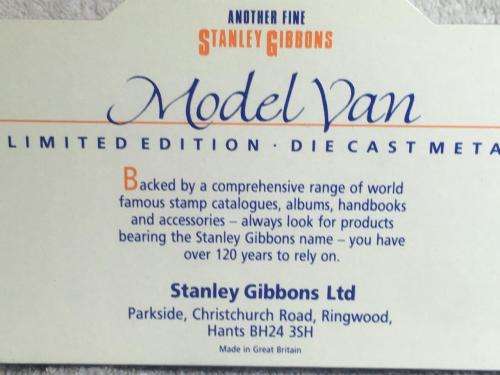 ANOTHER FINE
STANLEY GIBBONS
Model Van
LIMITED EDITION · DIE CAST META
Backed by a comprehensive range of world
famous stamp catalogues, albums, handbooks
and accessories – always look for products
bearing the Stanley Gibbons name – you have
over 120 years to rely on.
Stanley Gibbons Ltd
Parkside, Christchurch Road, Ringwood,
Hants BH24 3SH
Made in Great Britain